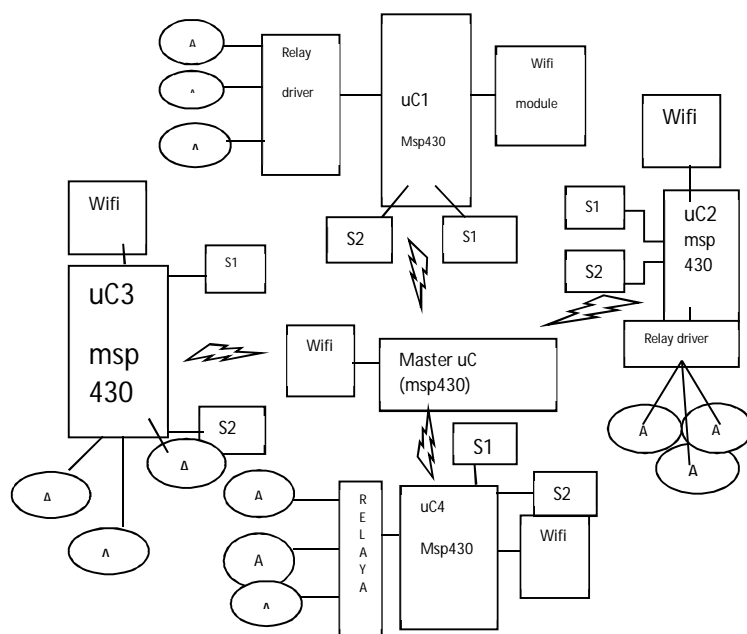 A
Relay
driver
A
A
uC1
Msp430
Wifi
module
S2
S1
Wifi
S1
S2
uC2
msp
430
Relay driver
A
A
A
Wifi
S1
uC3
msp
430
S2
A
A
A
Wifi
Master uC
(msp430)
S1
S2
A
A
A
R
E
L
A
Y
A
uC4
Msp430
Wifi